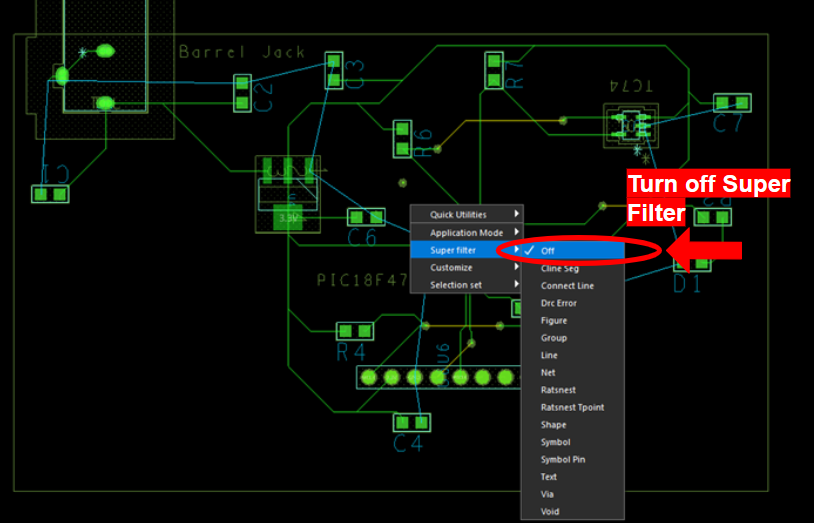 Barrel Jack
C3
R7
C2
TC74
C7
R6
C1
Turn off Super
Filter
3.3V
Quick Utilities
C6
Application Mode
Super filter
Off
Customize
Cline Seg
PIC18F47
Selection set
Connect Line
D1
Drc Error
Figure
Group
R4
Line
Net
Ratsnest
Ratsnest Tpoint
Shape
C4
Symbol
Symbol Pin
Text
Via
Void